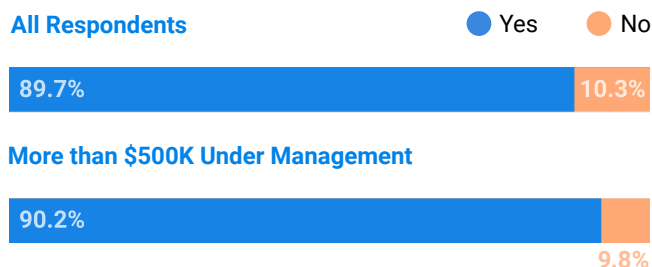 All Respondents Yes No
89.7% 10.3%
More than $500K Under Management
90.2%
9.8%